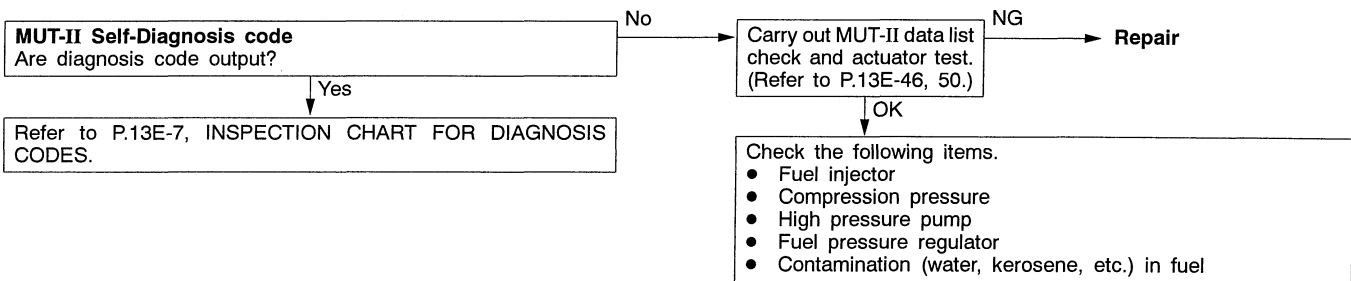 MUT-II Self-Diagnosis code
Are diagnosis code output?
No
Yes
Refer to P.13E-7, INSPECTION CHART FOR DIAGNOSIS
CODES.
Carry out MUT-II data list
check and actuator test.
(Refer to P.13E-46, 50.)
NG
Repair
OK
Check the following items.
● Fuel injector
● Compression pressure
● High pressure pump
● Fuel pressure regulator
● Contamination (water, kerosene, etc.) in fuel